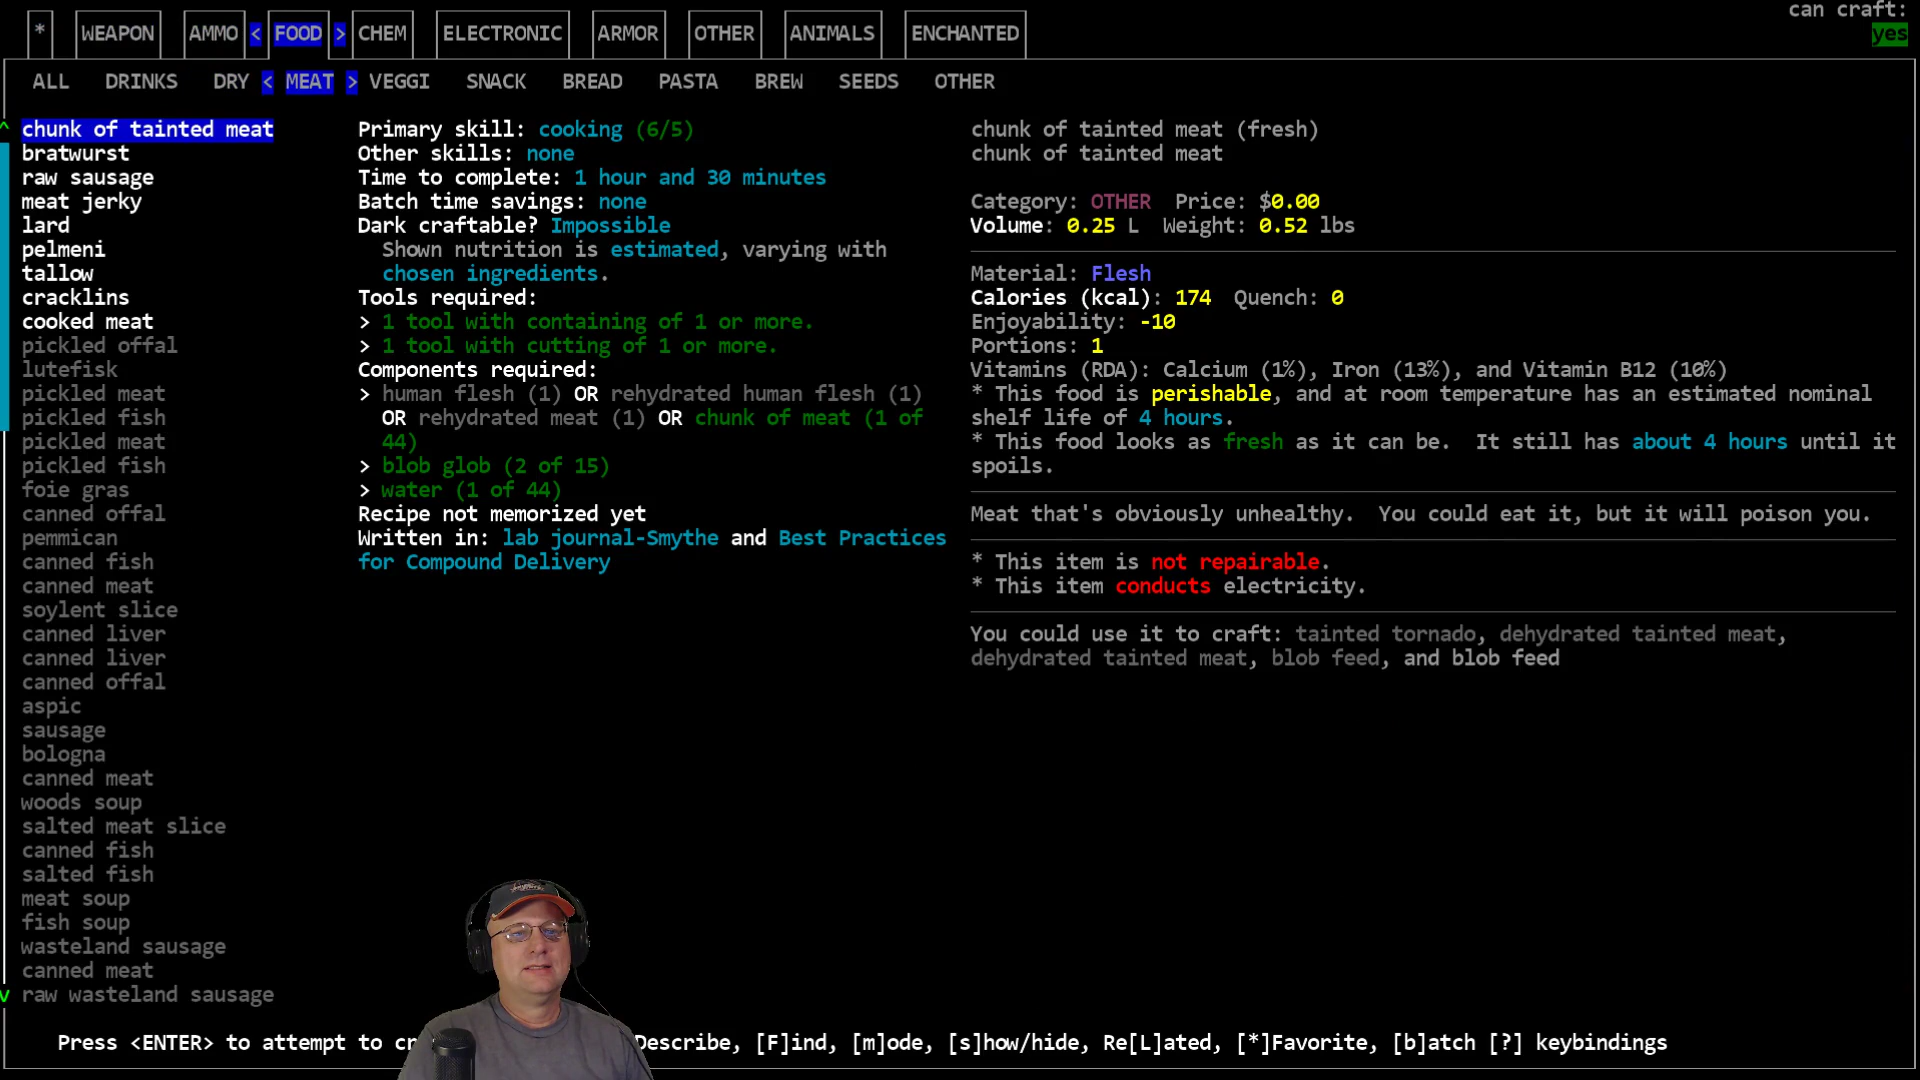 can craft:
* WEAPON AMMO < FOOD > CHEM ELECTRONIC ARMOR OTHER ANIMALS ENCHANTED yes
ALL DRINKS DRY < MEAT > VEGGI SNACK BREAD PASTA BREW SEEDS OTHER
^
chunk of tainted meat
bratwurst
raw sausage
meat jerky
lard
pelmeni
tallow
cracklins
cooked meat
pickled offal
lutefisk
pickled meat
pickled fish
pickled meat
pickled fish
foie gras
canned offal
pemmican
canned fish
canned meat
soylent slice
canned liver
canned liver
canned offal
aspic
sausage
bologna
canned meat
woods soup
salted meat slice
canned fish
salted fish
meat soup
fish soup
wasteland sausage
canned meat
v raw wasteland sausage
Primary skill: cooking (6/5)
Other skills: none
Time to complete: 1 hour and 30 minutes
Batch time savings: none
Dark craftable? Impossible
Shown nutrition is estimated, varying with
chosen ingredients.
Tools required:
> 1 tool with containing of 1 or more.
> 1 tool with cutting of 1 or more.
Components required:
> human flesh (1) OR rehydrated human flesh (1)
OR rehydrated meat (1) OR chunk of meat (1 of
44)
> blob glob (2 of 15)
> water (1 of 44)
Recipe not memorized yet
Written in: lab journal-Smythe and Best Practices
for Compound Delivery
chunk of tainted meat (fresh)
chunk of tainted meat
Category: OTHER Price: $0.00
Volume: 0.25 L Weight: 0.52 lbs
Material: Flesh
Calories (kcal): 174 Quench: 0
Enjoyability: -10
Portions: 1
Vitamins (RDA): Calcium (1%), Iron (13%), and Vitamin B12 (10%)
* This food is perishable, and at room temperature has an estimated nominal
shelf life of 4 hours.
* This food looks as fresh as it can be. It still has about 4 hours until it
spoils.
Meat that's obviously unhealthy. You could eat it, but it will poison you.
* This item is not repairable.
* This item conducts electricity.
You could use it to craft: tainted tornado, dehydrated tainted meat,
dehydrated tainted meat, blob feed, and blob feed
Press <ENTER> to attempt to cr Describe, [F]ind, [m]ode, [s]how/hide, Re[L]ated, [*]Favorite, [b]atch [?] keybindings